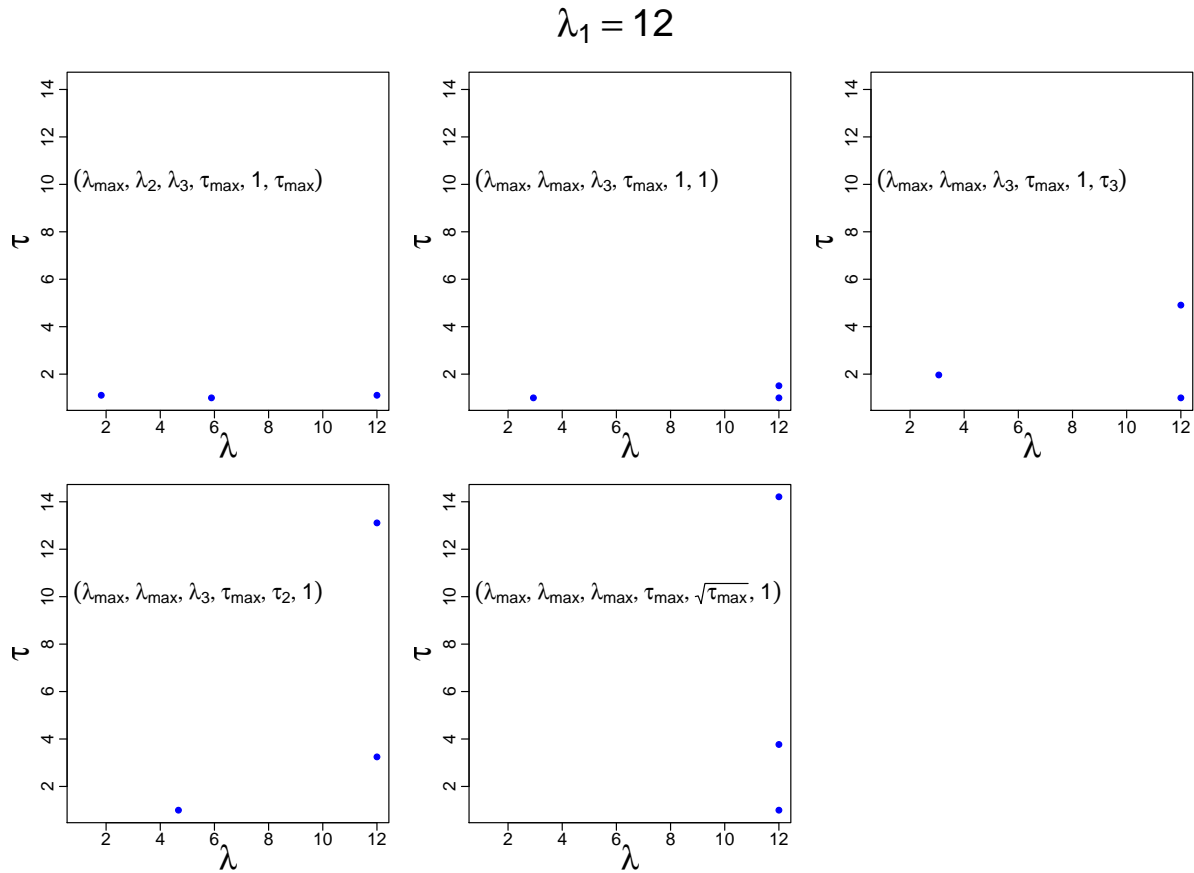 λ₁ = 12
14
12
10
8
6
4
2
τ
(λmax, λ2, λ3, τmax, 1, τmax)
2 4 6 8 10 12
λ
14
12
10
8
6
4
2
τ
(λmax, λmax, λ3, τmax, 1, 1)
2 4 6 8 10 12
λ
14
12
10
8
6
4
2
τ
(λmax, λmax, λ3, τmax, 1, τ3)
2 4 6 8 10 12
λ
14
12
10
8
6
4
2
τ
(λmax, λmax, λ3, τmax, τ2, 1)
2 4 6 8 10 12
λ
14
12
10
8
6
4
2
τ
(λmax, λmax, λmax, τmax, √τmax, 1)
2 4 6 8 10 12
λ